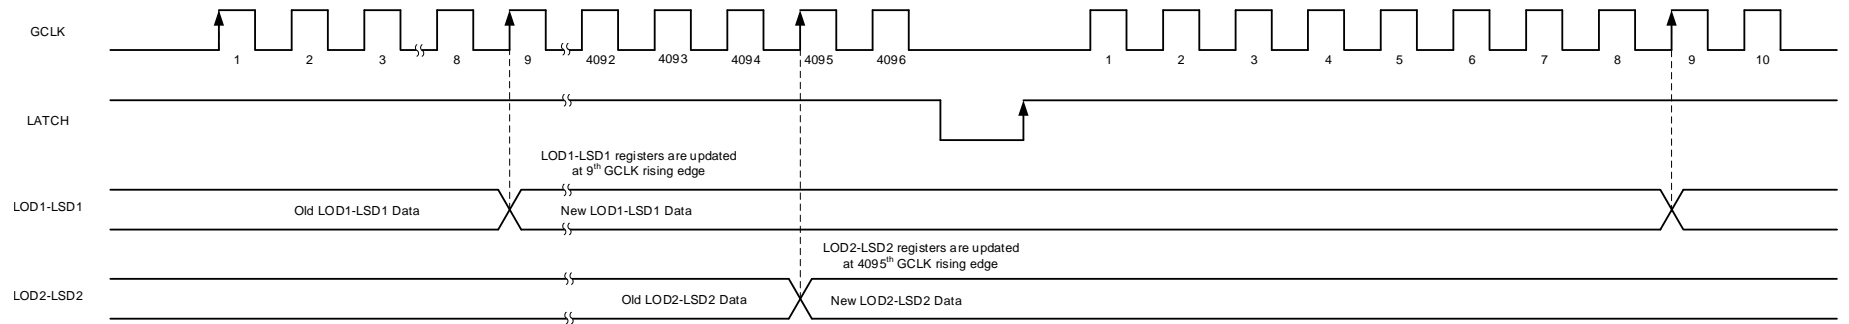 GCLK
1 2 3 8 9 4092 4093 4094 4095 4096 1 2 3 4 5 6 7 8 9 10
LATCH
LOD1-LSD1 registers are updated
at 9th GCLK rising edge
LOD1-LSD1
Old LOD1-LSD1 Data
New LOD1-LSD1 Data
LOD2-LSD2 registers are updated
at 4095th GCLK rising edge
LOD2-LSD2
Old LOD2-LSD2 Data
New LOD2-LSD2 Data